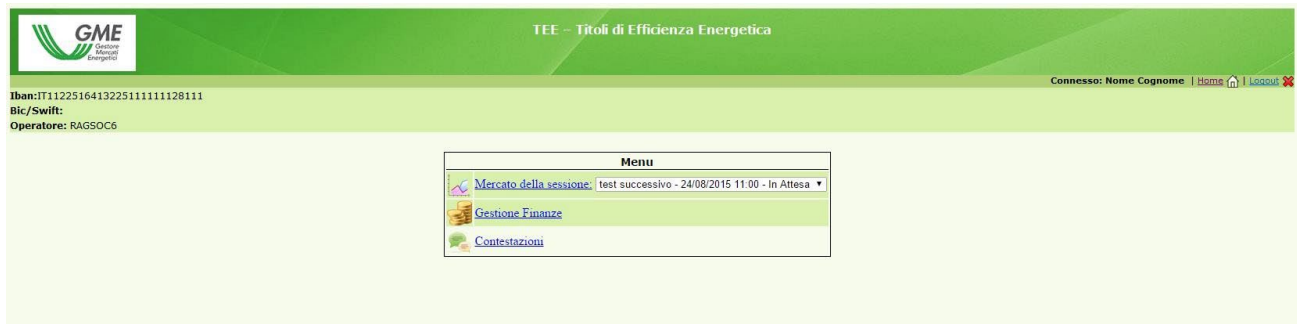 GME
Gestore
Mercati
Energetici
TEE – Titoli di Efficienza Energetica
Connesso: Nome Cognome | Home | Logout
Iban:IT1122516413225111111128111
Bic/Swift:
Operatore: RAGSOC6
Menu
Mercato della sessione: test successivo - 24/08/2015 11:00 - In Attesa
Gestione Finanze
Contestazioni